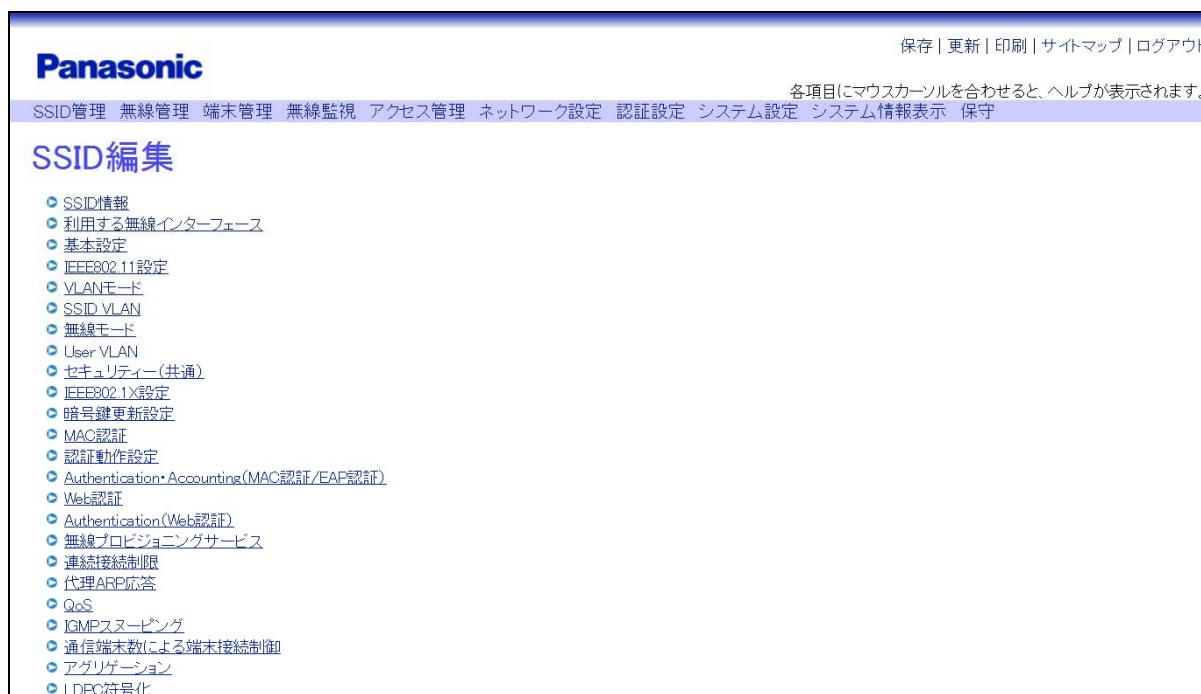 保存 | 更新 | 印刷 | サイトマップ | ログアウト
Panasonic
各項目にマウスカーソルを合わせると、ヘルプが表示されます。
SSID管理 無線管理 端末管理 無線監視 アクセス管理 ネットワーク設定 認証設定 システム設定 システム情報表示 保守
SSID編集
SSID情報
利用する無線インターフェース
基本設定
IEEE802.11設定
VLANモード
SSID VLAN
無線モード
User VLAN
セキュリティー(共通)
IEEE802.1X設定
暗号鍵更新設定
MAC認証
認証動作設定
Authentication・Accounting(MAC認証/EAP認証)
Web認証
Authentication(Web認証)
無線プロビジョニングサービス
連続接続制限
代理ARP応答
QoS
IGMPスヌーピング
通信端末数による端末接続制御
アグリゲーション
LDPC符号化